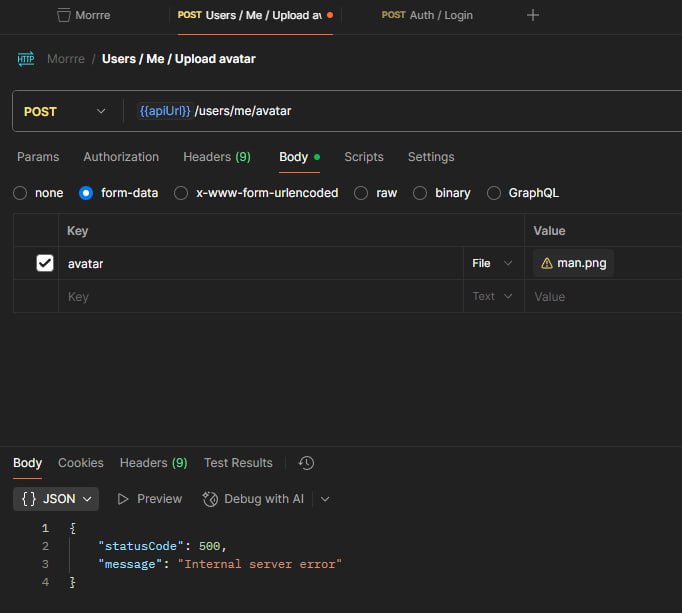 Morrre POST Users / Me / Upload av POST Auth / Login
HTTP Morrre / Users / Me / Upload avatar
POST {{apiUrl}} /users/me/avatar
Params Authorization Headers (9) Body Scripts Settings
none form-data x-www-form-urlencoded raw binary GraphQL
Key Value
avatar File man.png
Key Text Value
Body Cookies Headers (9) Test Results
{ } JSON Preview Debug with AI
1 {
2 "statusCode": 500,
3 "message": "Internal server error"
4 }